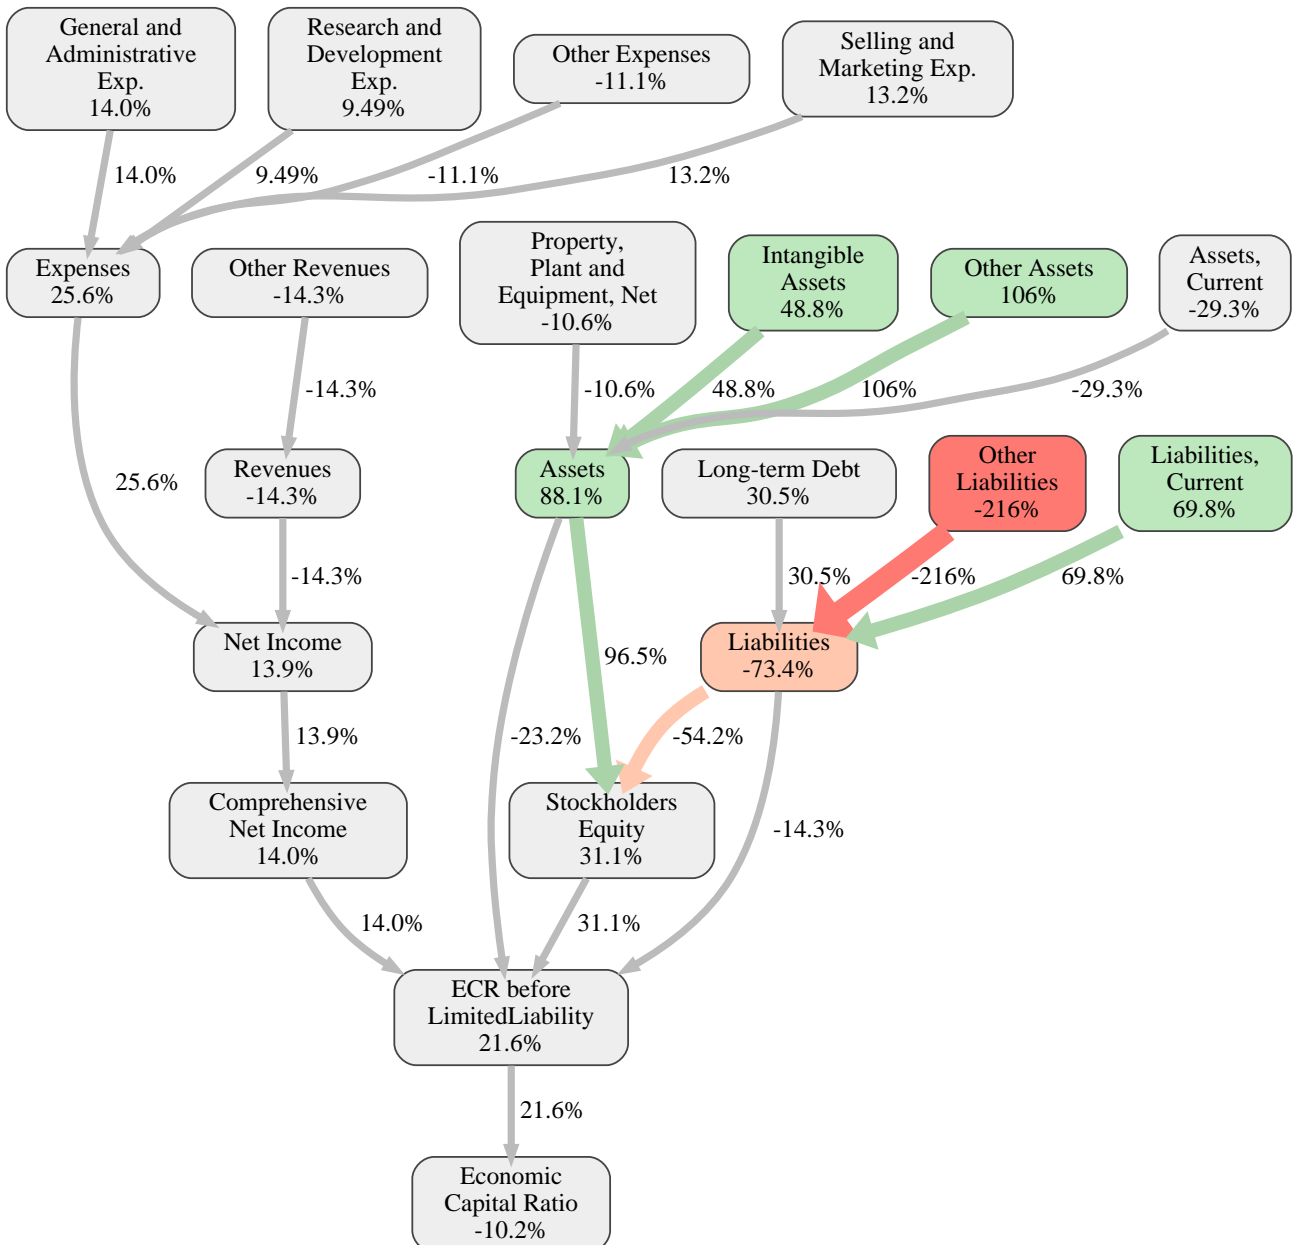 General and
Administrative
Exp.
14.0%
Research and
Development
Exp.
9.49%
Other Expenses
-11.1%
Selling and
Marketing Exp.
13.2%
14.0%
9.49%
-11.1%
13.2%
Expenses
25.6%
Other Revenues
-14.3%
Property,
Plant and
Equipment, Net
-10.6%
Intangible
Assets
48.8%
Other Assets
106%
Assets,
Current
-29.3%
-14.3%
-10.6%
48.8%
106%
-29.3%
25.6%
Revenues
-14.3%
Assets
88.1%
Long-term Debt
30.5%
Other
Liabilities
-216%
Liabilities,
Current
69.8%
-14.3%
30.5%
-216%
69.8%
Net Income
13.9%
96.5%
Liabilities
-73.4%
13.9%
-23.2%
-54.2%
Comprehensive
Net Income
14.0%
Stockholders
Equity
31.1%
-14.3%
14.0%
31.1%
ECR before
LimitedLiability
21.6%
21.6%
Economic
Capital Ratio
-10.2%